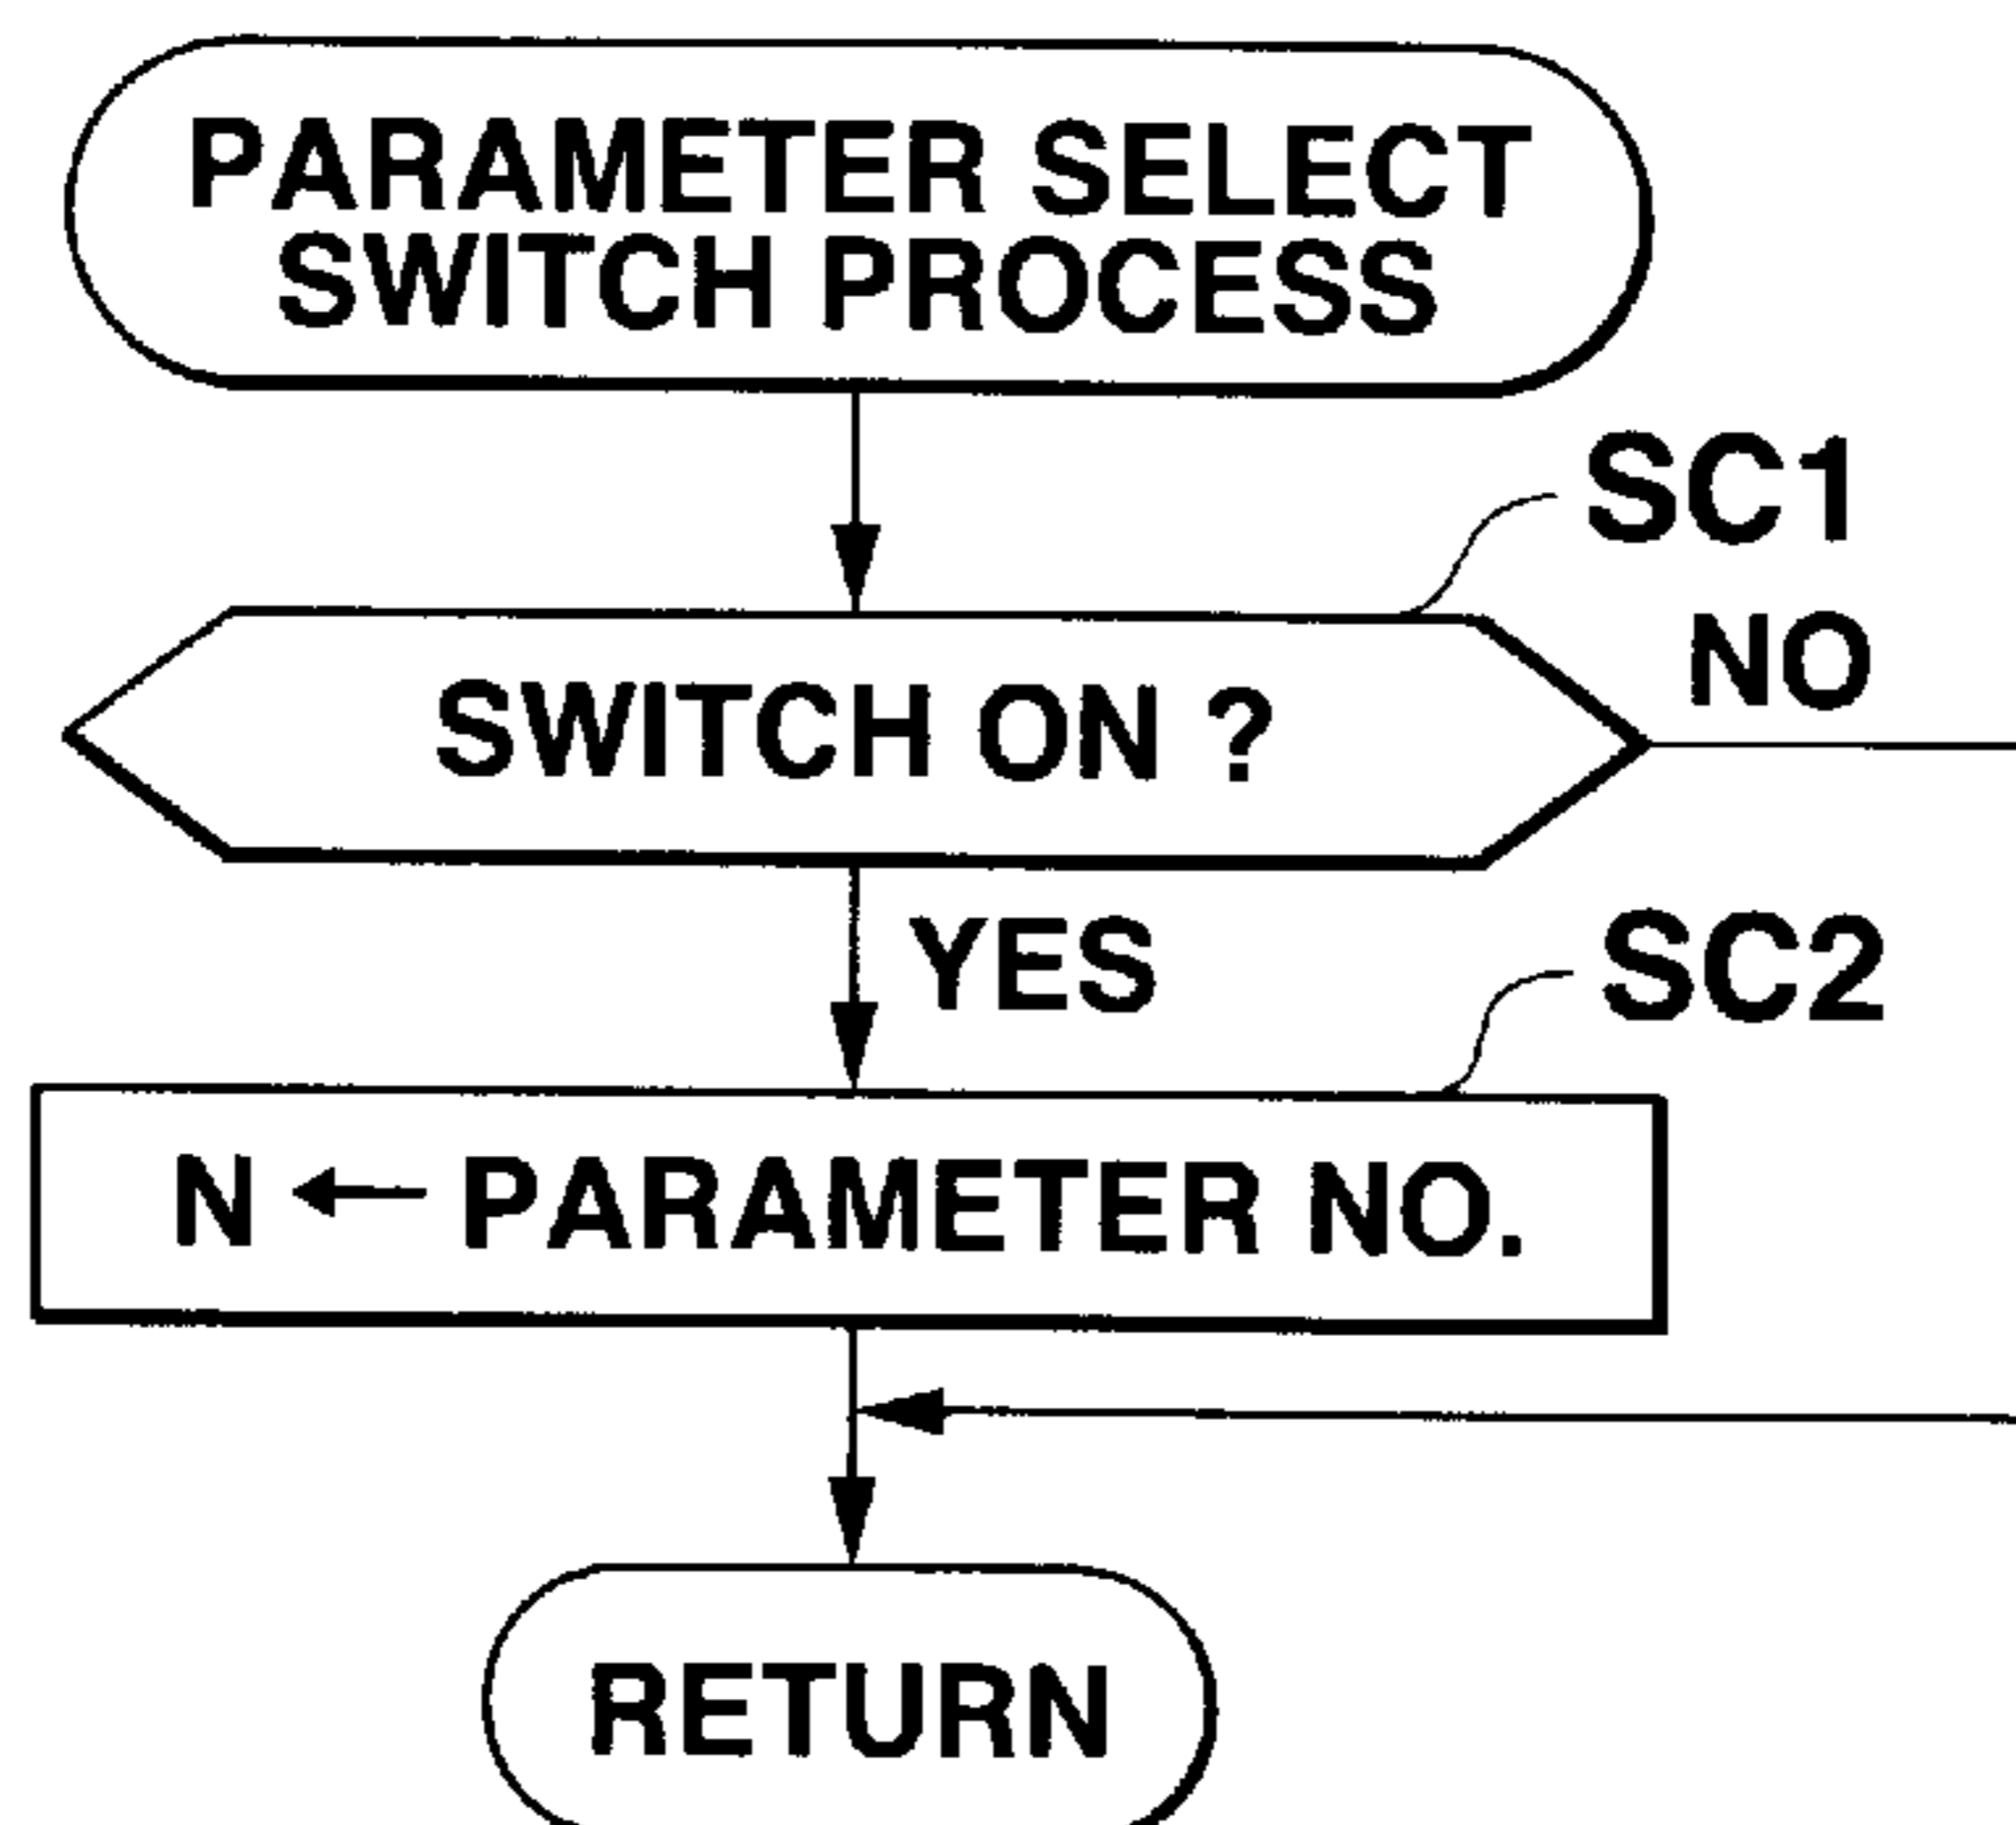 PARAMETER SELECT
SWITCH PROCESS
SC1
SWITCH ON ?
NO
YES
SC2
N ← PARAMETER NO.
RETURN